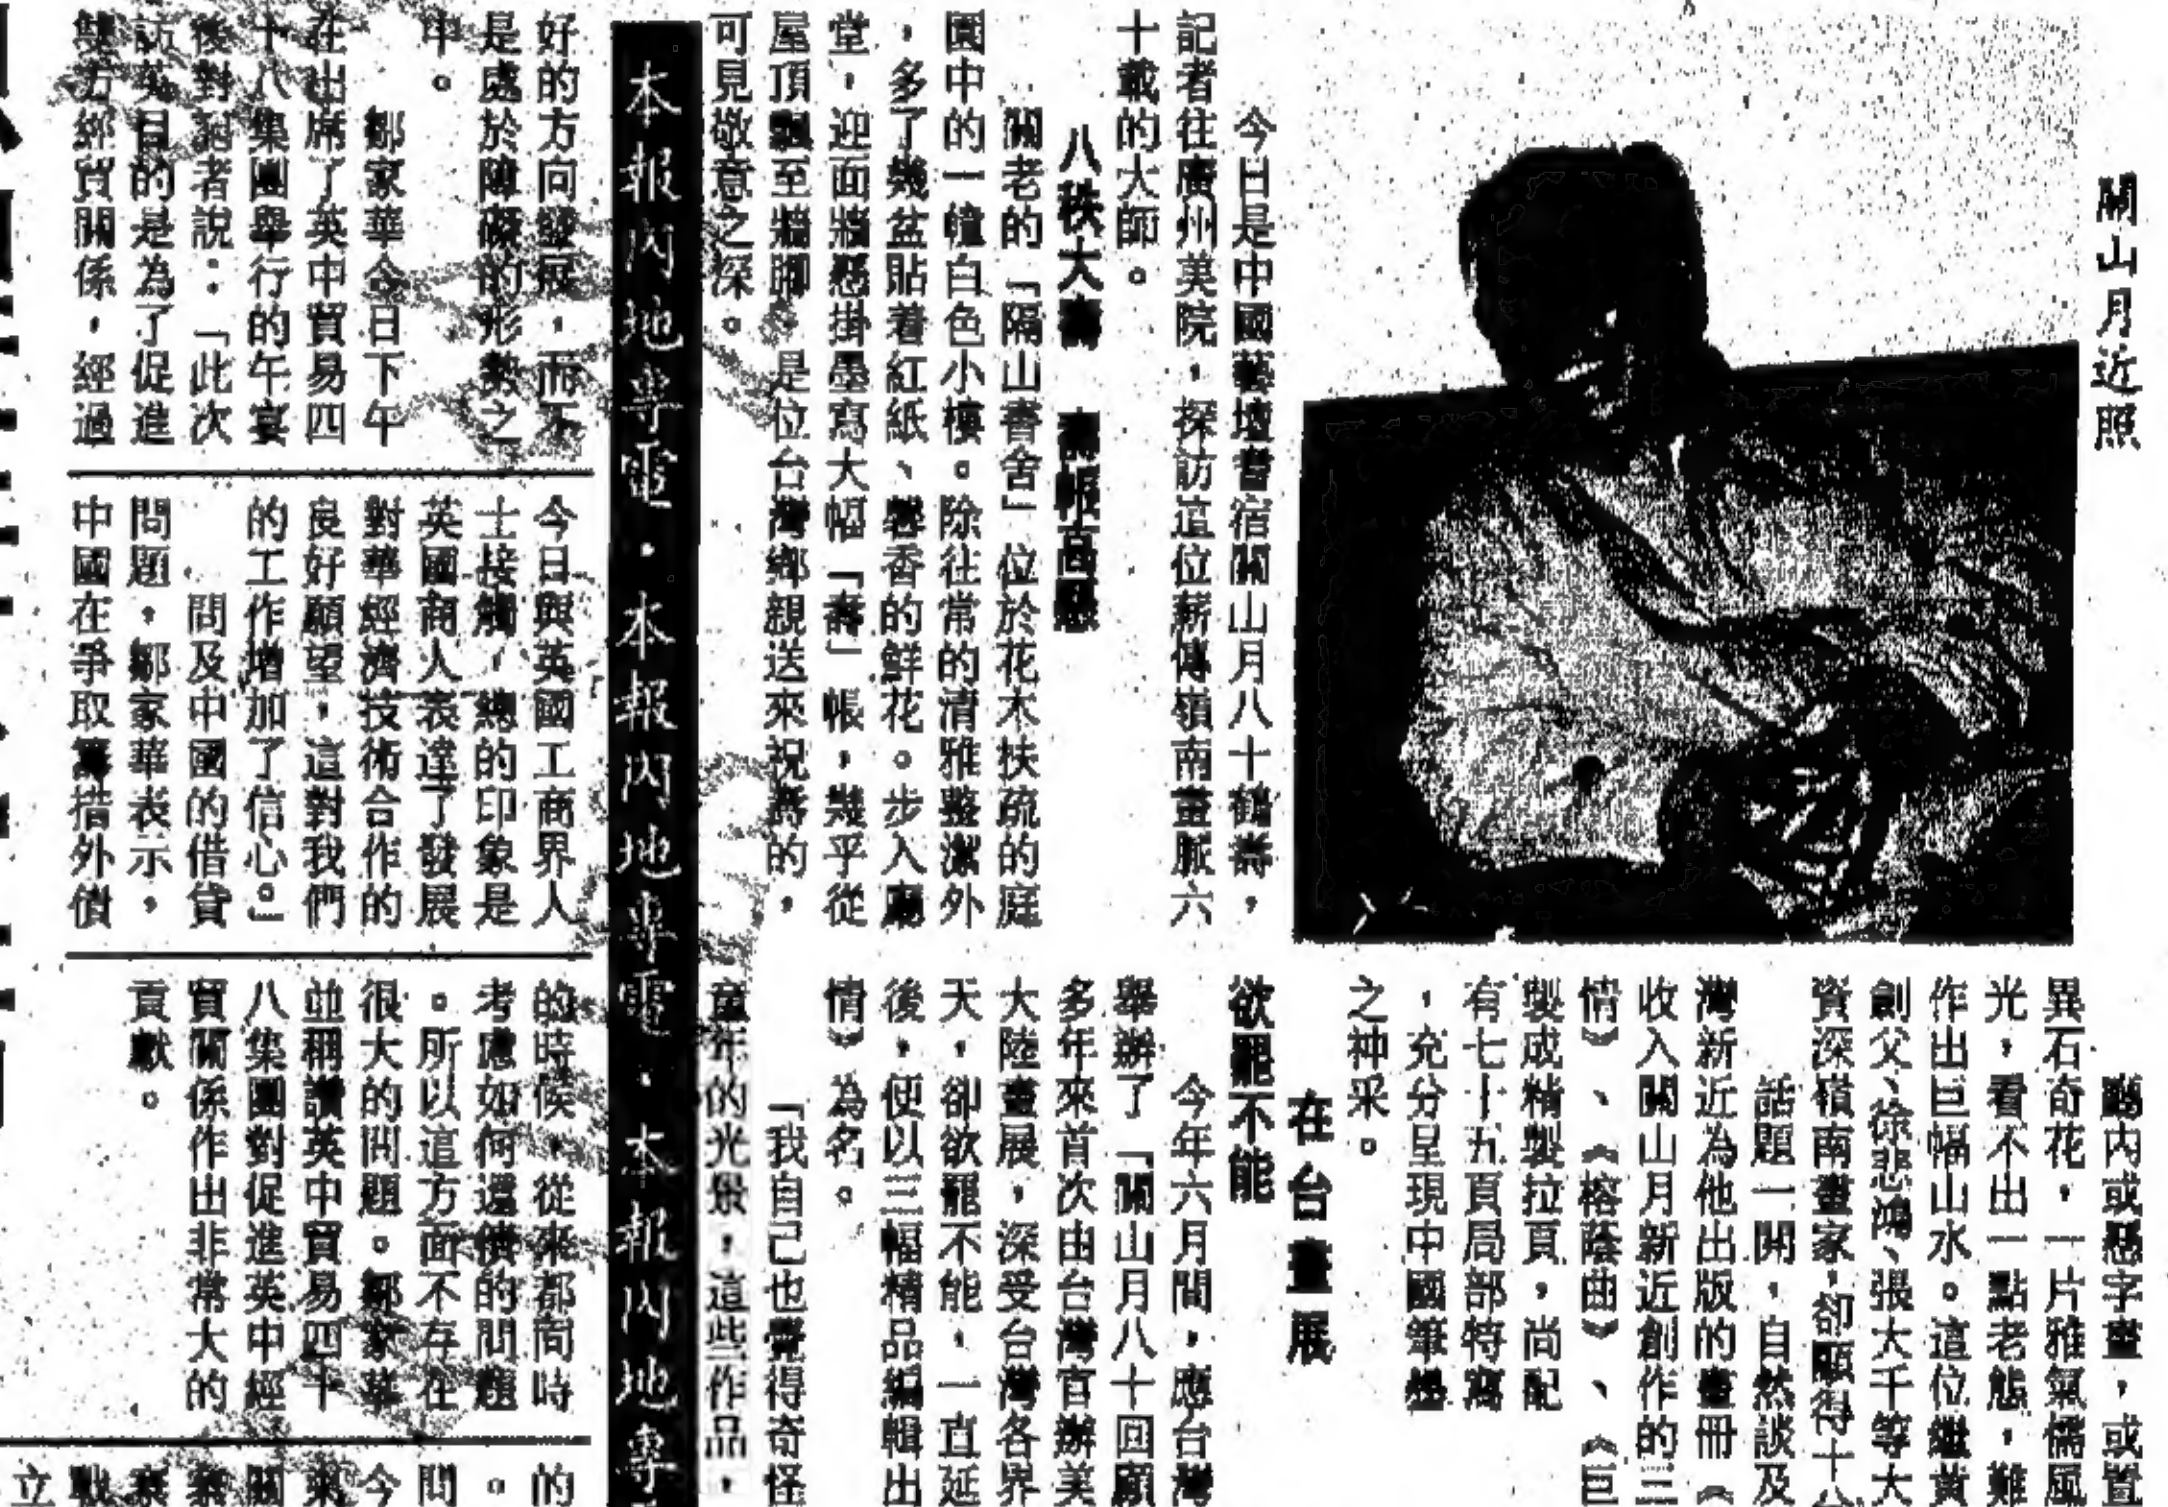 關山月近照
今日是中國藝壇耆宿關山月八十鶴壽，
記者往廣州美院，探訪這位薪傳嶺南畫脈六
十載的大師。
八秩大壽　壽帳高懸
關老的「隔山書舍」位於花木扶疏的庭
園中的一幢白色小樓。除往常的清雅整潔外
，多了幾盆貼着紅紙、馨香的鮮花。步入廳
堂，迎面牆懸掛墨寫大幅「壽」帳，幾乎從
屋頂飄至牆腳，是位台灣鄉親送來祝壽的，
可見敬意之深。
廳內或懸字畫，或置
異石奇花，一片雅氣儒風
光，看不出一點老態，難
作出巨幅山水。這位繼黃
創父、徐悲鴻、張大千等大
資深嶺南畫家，卻顯得十分
話題一開，自然談及
灣新近為他出版的畫冊《
收入關山月新近創作的三
情》、《榕蔭曲》、《巨
製成精製拉頁，尚配
有七十五頁局部特寫
，充分呈現中國筆墨
之神采。
在台畫展
欲罷不能
今年六月間，應台灣
舉辦了「關山月八十回顧
多年來首次由台灣官辦美
大陸畫展，深受台灣各界
天，卻欲罷不能，一直延
後，便以三幅精品編輯出
情》為名。
「我自己也覺得奇怪
童年的光景，這些作品，
本報內地專電·本報內地專電·本報內地專
好的方向發展，而不
是處於障礙的形勢之
中。
鄒家華今日下午
在出席了英中貿易四
十八集團舉行的午宴
後對記者說：「此次
訪英目的是為了促進
雙方經貿關係，經過
今日與英國工商界人
士接觸，總的印象是
英國商人表達了發展
對華經濟技術合作的
良好願望，這對我們
的工作增加了信心。」
問及中國的借貸
問題，鄒家華表示，
中國在爭取籌措外債
的時候，從來都同時
考慮如何還債的問題
。所以這方面不存在
很大的問題。鄒家華
並稱讚英中貿易四十
八集團對促進英中經
貿關係作出非常大的
貢獻。
的
。
問
今
關
立